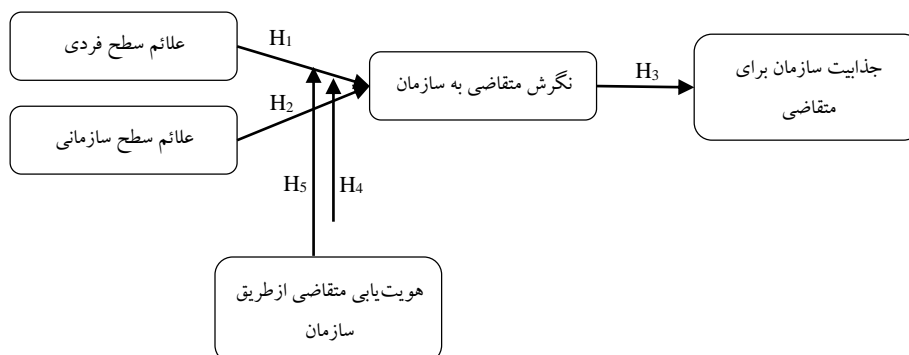 علائم سطح فردی
H1
نگرش متقاضی به سازمان
H3
جذابیت سازمان برای
متقاضی
H2
علائم سطح سازمانی
H5
H4
هویت‌یابی متقاضی ازطریق
سازمان